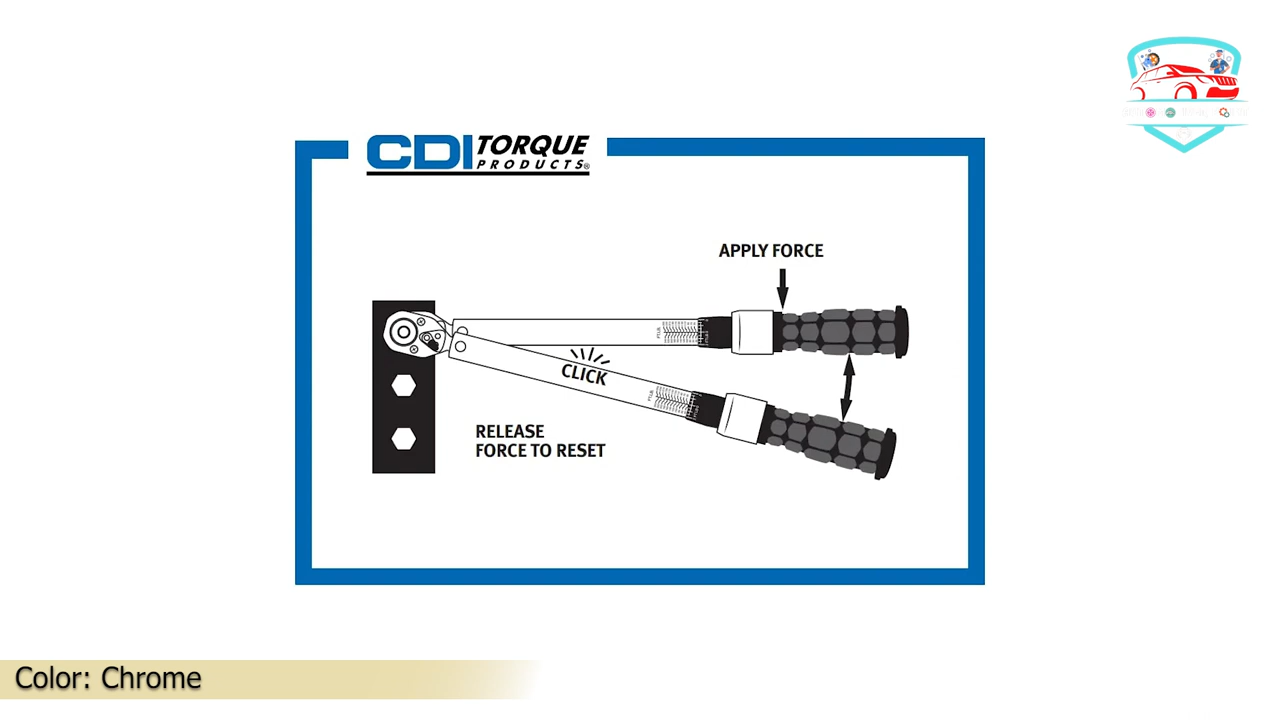 CDI TORQUE
PRODUCTS®
APPLY FORCE
CLICK
RELEASE
FORCE TO RESET
Color: Chrome